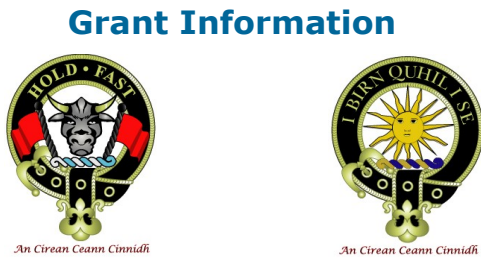 Grant Information
HOLD • FAST
I BIRN QUHIL I SE
An Cirean Ceann Cinnidh
An Cirean Ceann Cinnidh